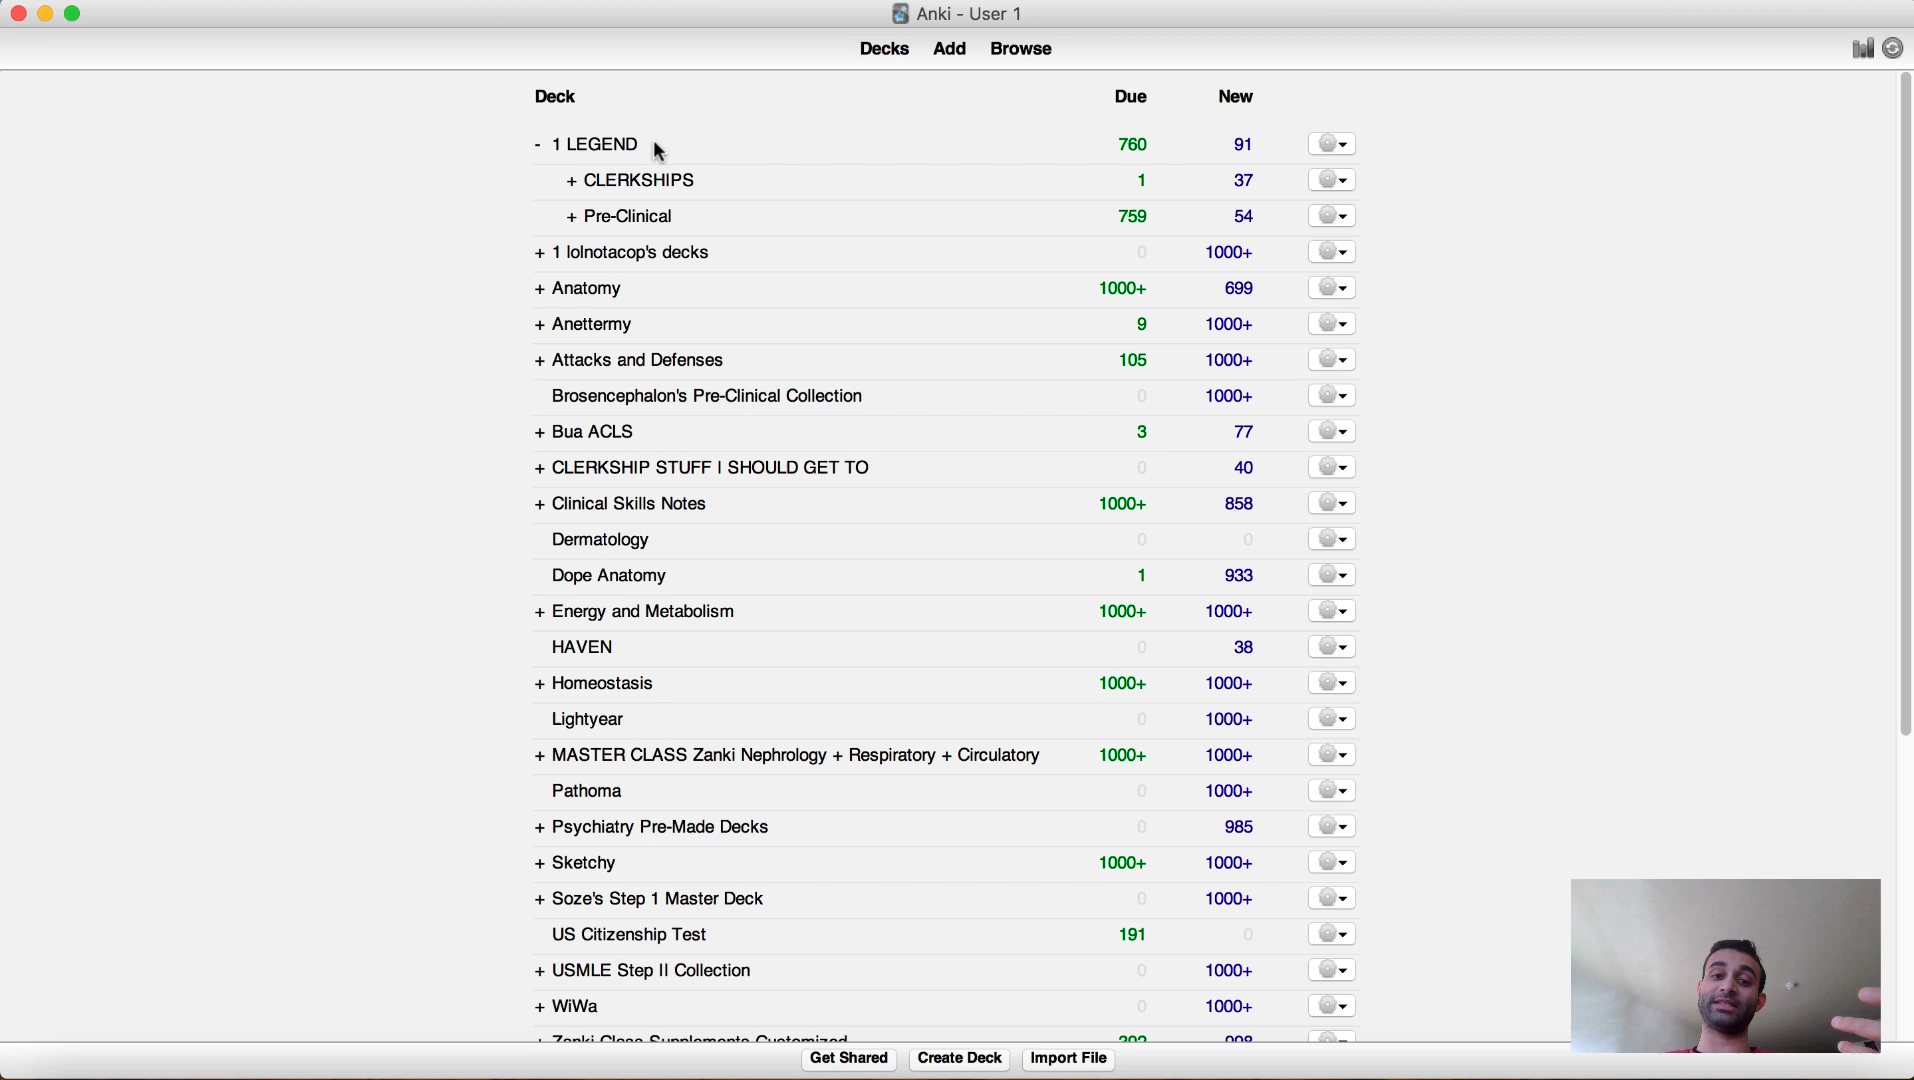 Anki - User 1
Decks Add Browse
Deck Due New
- 1 LEGEND 760 91
+ CLERKSHIPS 1 37
+ Pre-Clinical 759 54
+ 1 lolnotacop's decks 0 1000+
+ Anatomy 1000+ 699
+ Anettermy 9 1000+
+ Attacks and Defenses 105 1000+
Brosencephalon's Pre-Clinical Collection 0 1000+
+ Bua ACLS 3 77
+ CLERKSHIP STUFF I SHOULD GET TO 0 40
+ Clinical Skills Notes 1000+ 858
Dermatology 0 0
Dope Anatomy 1 933
+ Energy and Metabolism 1000+ 1000+
HAVEN 0 38
+ Homeostasis 1000+ 1000+
Lightyear 0 1000+
+ MASTER CLASS Zanki Nephrology + Respiratory + Circulatory 1000+ 1000+
Pathoma 0 1000+
+ Psychiatry Pre-Made Decks 0 985
+ Sketchy 1000+ 1000+
+ Soze's Step 1 Master Deck 0 1000+
US Citizenship Test 191 0
+ USMLE Step II Collection 0 1000+
+ WiWa 0 1000+
Zanki Class Supplements Customized
Get Shared Create Deck Import File